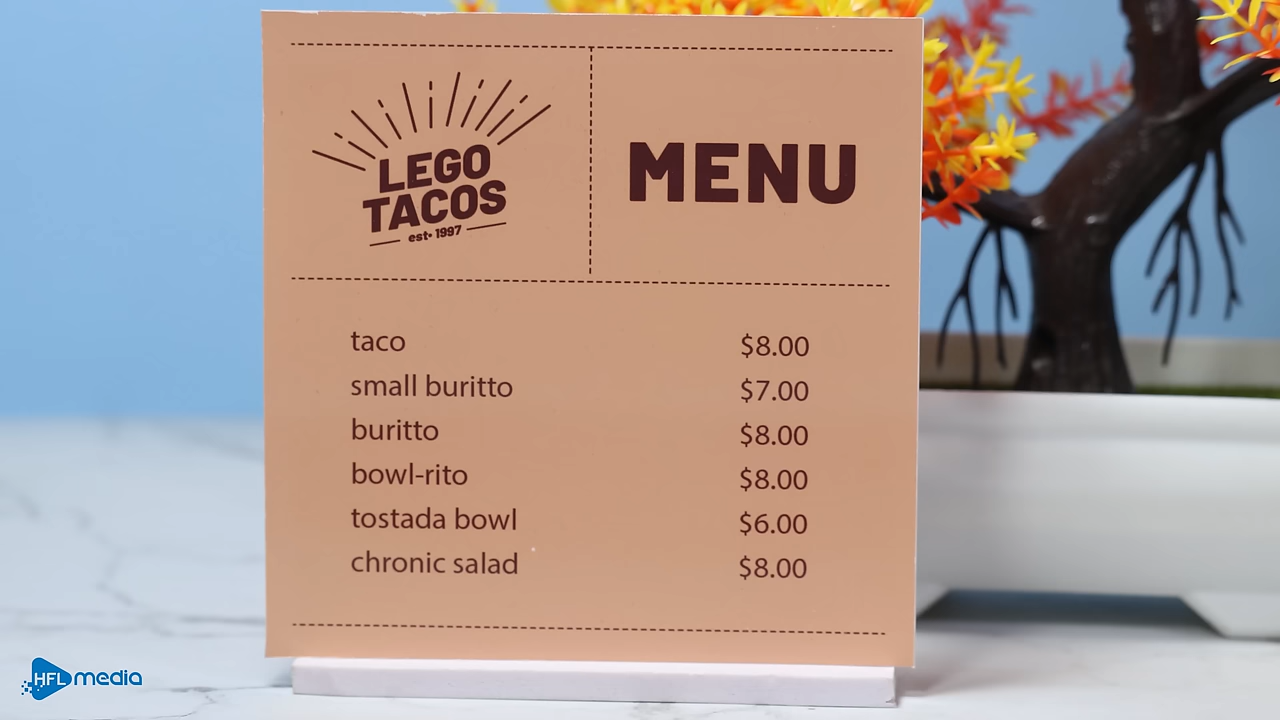 LEGO
TACOS
est• 1997
MENU
taco $8.00
small buritto $7.00
buritto $8.00
bowl-rito $8.00
tostada bowl $6.00
chronic salad $8.00
HFL media